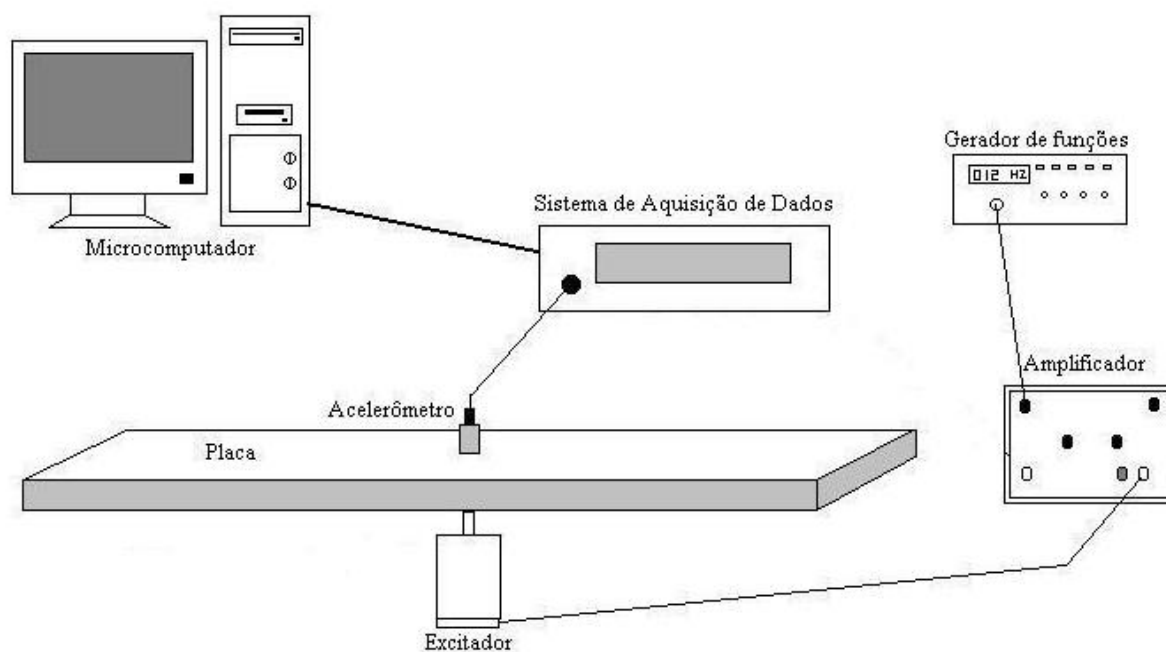 Gerador de funções
012 HZ
Sistema de Aquisição de Dados
Microcomputador
Amplificador
Acelerômetro
Placa
Excitador